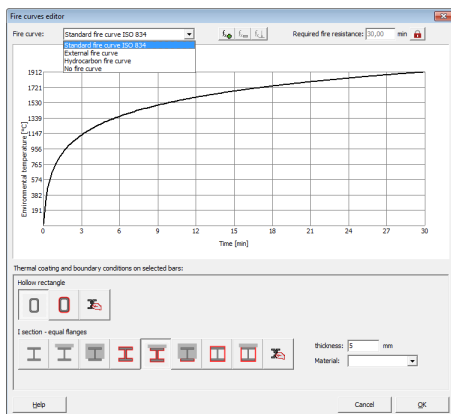 Fire curves editor
Fire curve: Standard fire curve ISO 834 Required fire resistance: 30,00 min
Standard fire curve ISO 834
External fire curve
Hydrocarbon fire curve
No fire curve
1912
1721
1530
1339
1147
956
765
574
382
191
Environmental temperature [°C]
0 3 6 9 12 15 18 21 24 27 30
Time [min]
Thermal coating and boundary conditions on selected bars:
Hollow rectangle
I section - equal flanges
thickness: 5 mm
Material:
Help Cancel OK